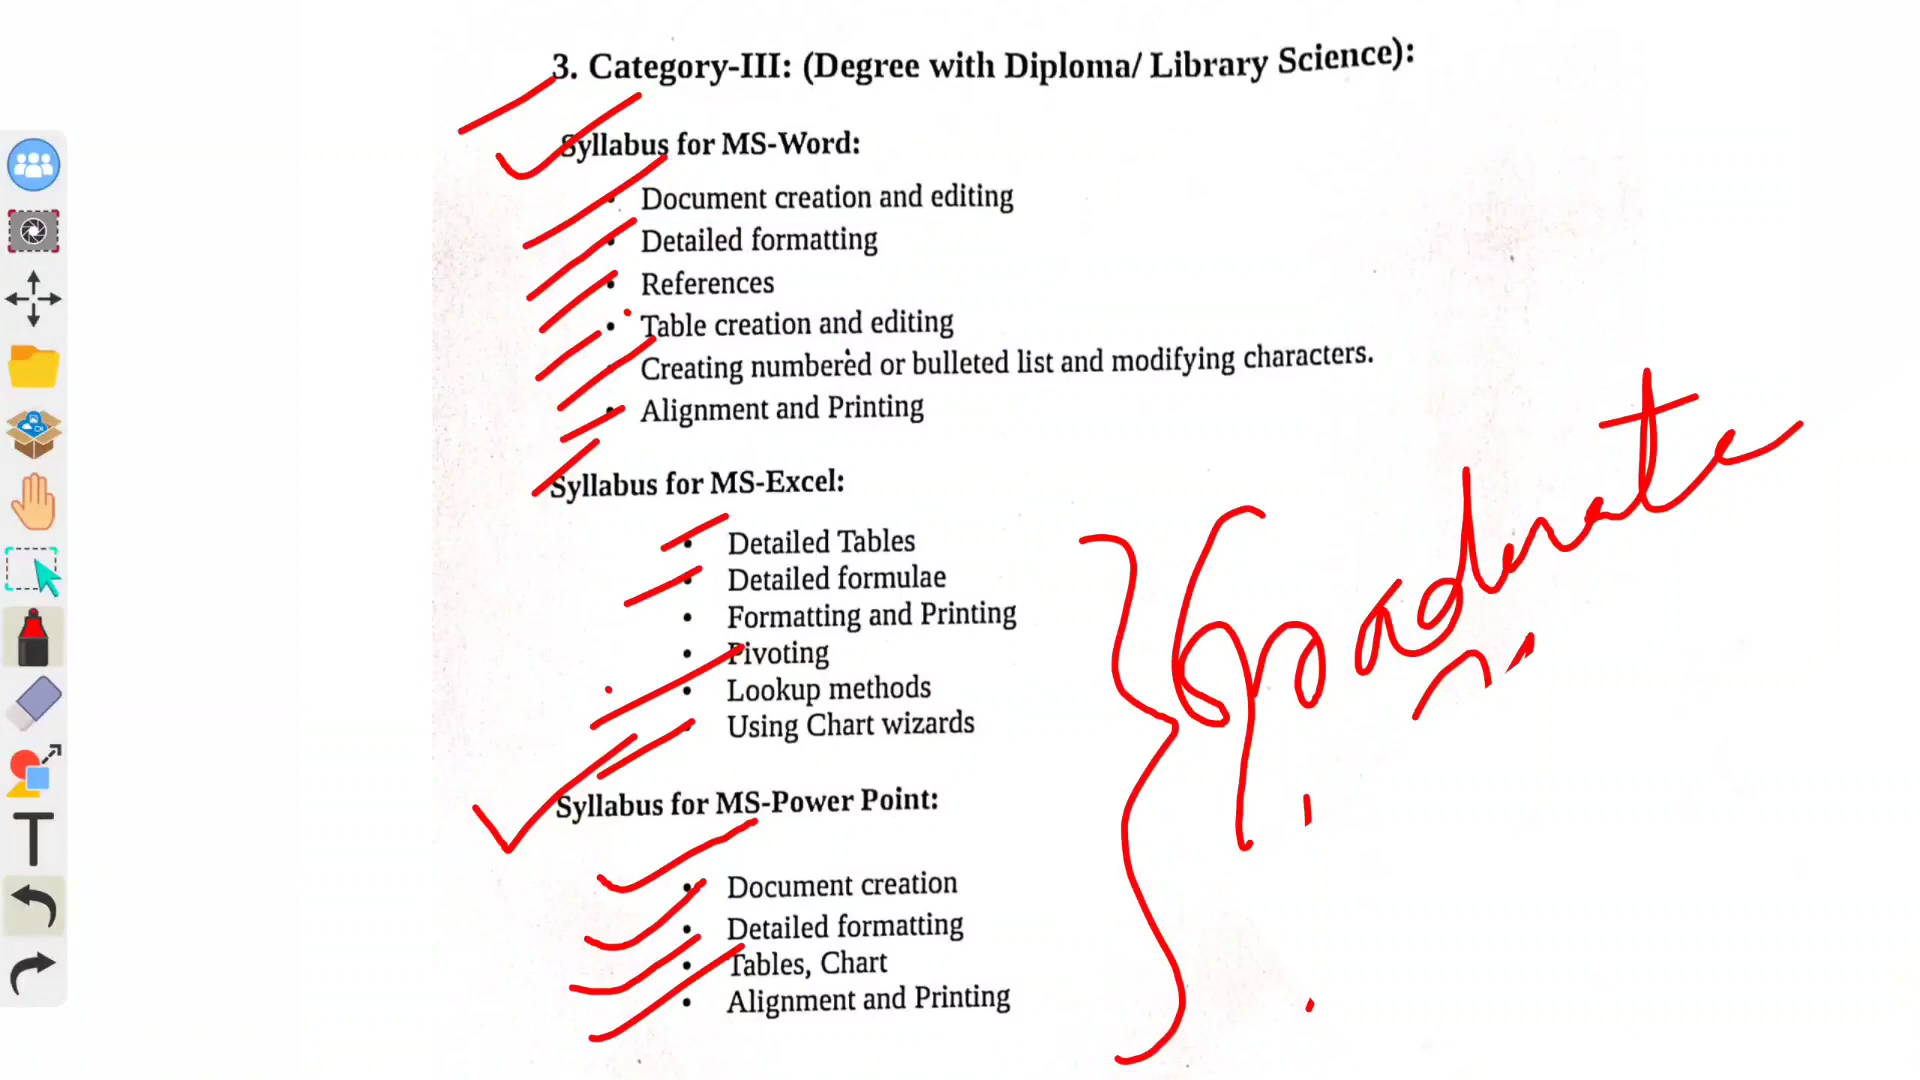 3. Category-III: (Degree with Diploma/ Library Science):
Syllabus for MS-Word:
• Document creation and editing
• Detailed formatting
• References
• Table creation and editing
• Creating numbered or bulleted list and modifying characters.
• Alignment and Printing
Syllabus for MS-Excel:
• Detailed Tables
• Detailed formulae
• Formatting and Printing
• Pivoting
• Lookup methods
• Using Chart wizards
Syllabus for MS-Power Point:
• Document creation
• Detailed formatting
• Tables, Chart
• Alignment and Printing